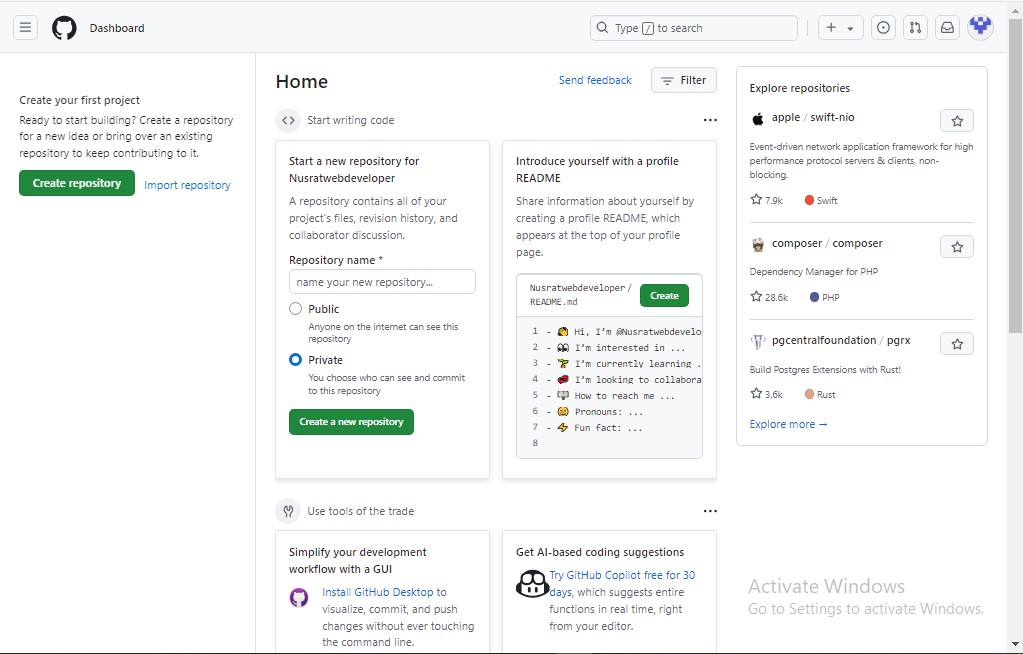 Dashboard
Type / to search
Create your first project
Ready to start building? Create a repository
for a new idea or bring over an existing
repository to keep contributing to it.
Create repository
Import repository
Home
Send feedback
Filter
Start writing code
Start a new repository for
Nusratwebdeveloper
A repository contains all of your
project's files, revision history, and
collaborator discussion.
Repository name *
name your new repository...
Public
Anyone on the internet can see this
repository
Private
You choose who can see and commit
to this repository
Create a new repository
Introduce yourself with a profile
README
Share information about yourself by
creating a profile README, which
appears at the top of your profile
page.
Nusratwebdeveloper/
README.md
Create
1 - 👋 Hi, I'm @Nusratwebdevelo
2 - 👀 I'm interested in ...
3 - 🌱 I'm currently learning .
4 - 💞️ I'm looking to collabora
5 - 📫 How to reach me ...
6 - 😄 Pronouns: ...
7 - ⚡ Fun fact: ...
8
Use tools of the trade
Simplify your development
workflow with a GUI
Install GitHub Desktop to
visualize, commit, and push
changes without ever touching
the command line.
Get AI-based coding suggestions
Try GitHub Copilot free for 30
days, which suggests entire
functions in real time, right
from your editor.
Explore repositories
apple / swift-nio
Event-driven network application framework for high
performance protocol servers & clients, non-
blocking.
7.9k Swift
composer / composer
Dependency Manager for PHP
28.6k PHP
pgcentralfoundation / pgrx
Build Postgres Extensions with Rust!
3.6k Rust
Explore more →
Activate Windows
Go to Settings to activate Windows.